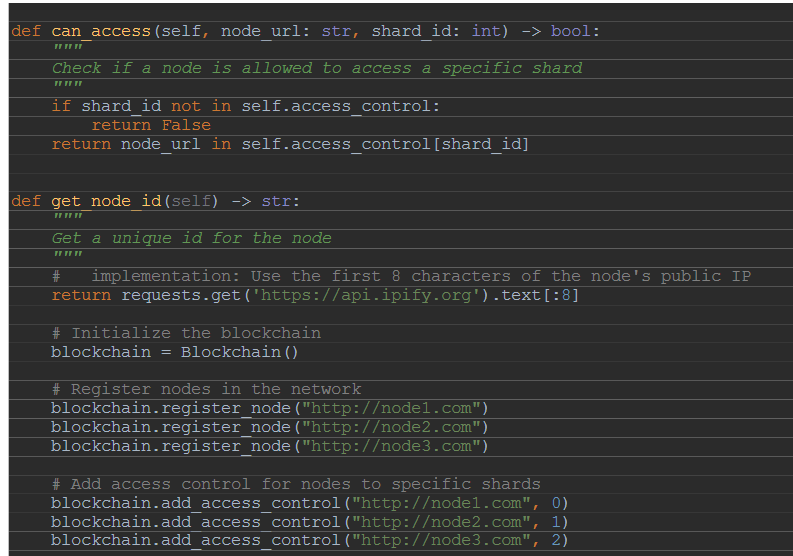 def can_access(self, node_url: str, shard_id: int) -> bool:
    """
    Check if a node is allowed to access a specific shard
    """
    if shard_id not in self.access_control:
        return False
    return node_url in self.access_control[shard_id]
def get_node_id(self) -> str:
    """
    Get a unique id for the node
    """
    #   implementation: Use the first 8 characters of the node's public IP
    return requests.get('https://api.ipify.org').text[:8]
    # Initialize the blockchain
    blockchain = Blockchain()
    # Register nodes in the network
    blockchain.register_node("http://node1.com")
    blockchain.register_node("http://node2.com")
    blockchain.register_node("http://node3.com")
    # Add access control for nodes to specific shards
    blockchain.add_access_control("http://node1.com", 0)
    blockchain.add_access_control("http://node2.com", 1)
    blockchain.add_access_control("http://node3.com", 2)